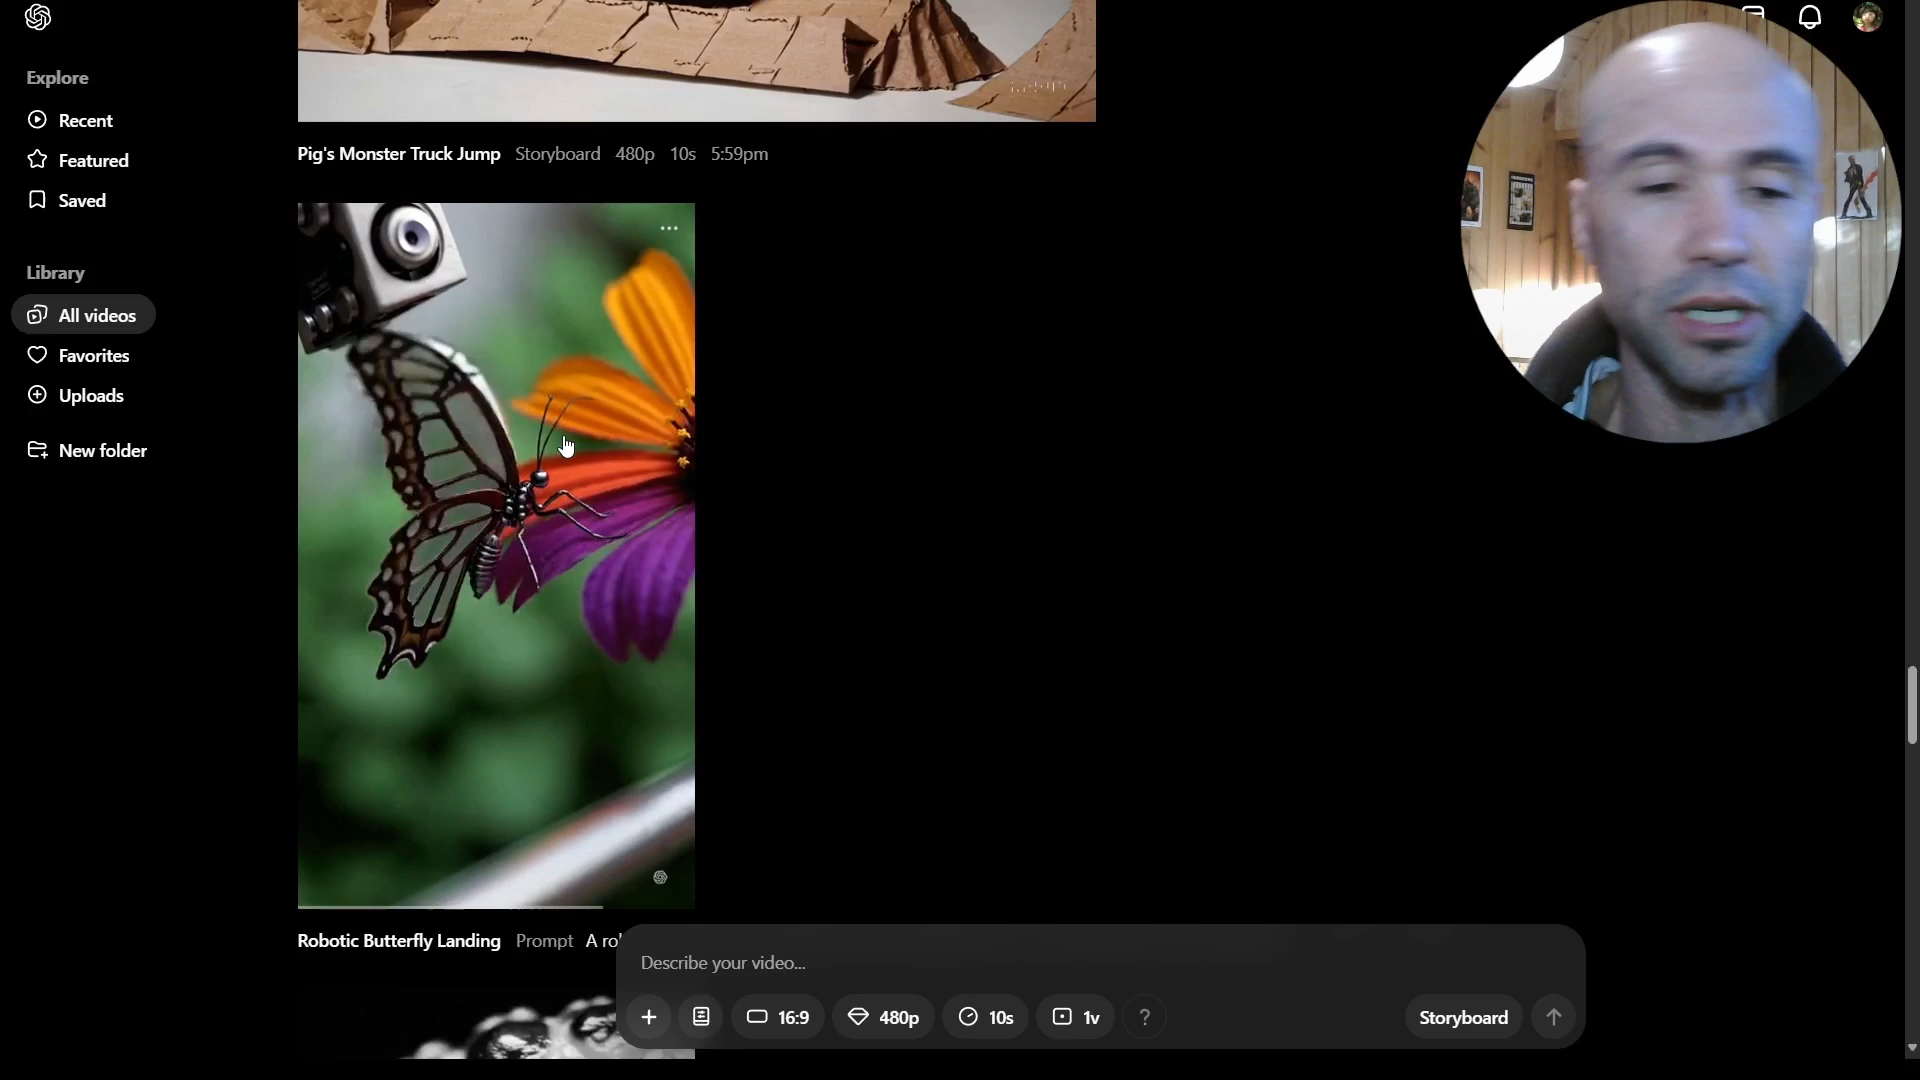 Explore
Recent
Featured
Saved
Library
All videos
Favorites
Uploads
New folder
Pig's Monster Truck Jump Storyboard 480p 10s 5:59pm
Robotic Butterfly Landing Prompt A
Describe your video...
16:9 480p 10s 1v ? Storyboard